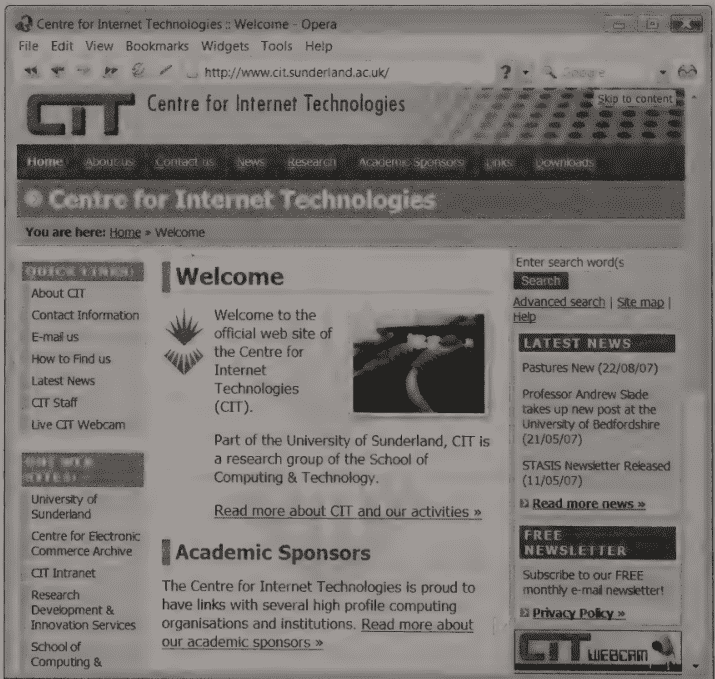 Centre for Internet Technologies :: Welcome - Opera
File Edit View Bookmarks Widgets Tools Help
http://www.cit.sunderland.ac.uk/
?
CIT Centre for Internet Technologies
Skip to content
Home About us Contact us News Research Academic Sponsors Links Downloads
Centre for Internet Technologies
You are here: Home » Welcome
QUICK LINKS:
About CIT
Contact Information
E-mail us
How to Find us
Latest News
CIT Staff
Live CIT Webcam
OUR WEB
SITES:
University of
Sunderland
Centre for Electronic
Commerce Archive
CIT Intranet
Research
Development &
Innovation Services
School of
Computing &
Welcome
Welcome to the
official web site of
the Centre for
Internet
Technologies
(CIT).
Part of the University of Sunderland, CIT is
a research group of the School of
Computing & Technology.
Read more about CIT and our activities »
Academic Sponsors
The Centre for Internet Technologies is proud to
have links with several high profile computing
organisations and institutions. Read more about
our academic sponsors »
Enter search word(s
Search
Advanced search | Site map |
Help
LATEST NEWS
Pastures New (22/08/07)
Professor Andrew Slade
takes up new post at the
University of Bedfordshire
(21/05/07)
STASIS Newsletter Released
(11/05/07)
Read more news »
FREE
NEWSLETTER
Subscribe to our FREE
monthly e-mail newsletter!
Privacy Policy »
CIT WEBCAM